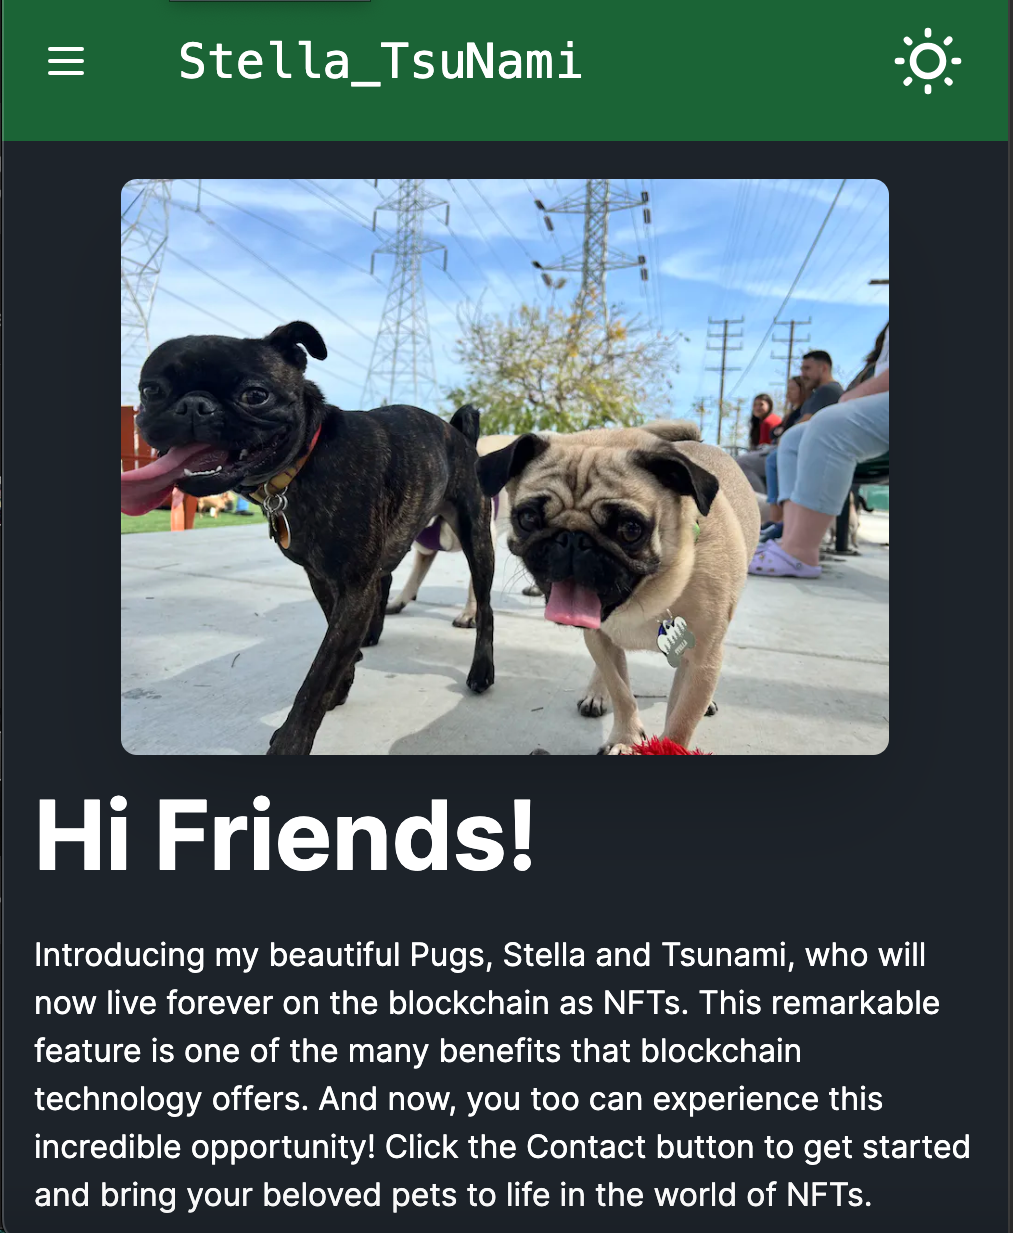 Stella_TsuNami
Hi Friends!
Introducing my beautiful Pugs, Stella and Tsunami, who will
now live forever on the blockchain as NFTs. This remarkable
feature is one of the many benefits that blockchain
technology offers. And now, you too can experience this
incredible opportunity! Click the Contact button to get started
and bring your beloved pets to life in the world of NFTs.